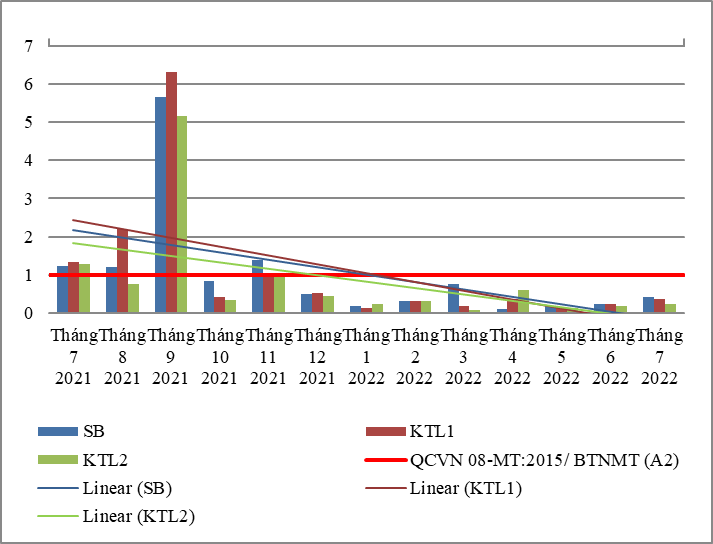 7
6
5
4
3
2
1
0
Tháng Tháng Tháng Tháng Tháng Tháng Tháng Tháng Tháng Tháng Tháng Tháng Tháng
7 8 9 10 11 12 1 2 3 4 5 6 7
2021 2021 2021 2021 2021 2021 2022 2022 2022 2022 2022 2022 2022
SB KTL1
KTL2 QCVN 08-MT:2015/ BTNMT (A2)
Linear (SB) Linear (KTL1)
Linear (KTL2)